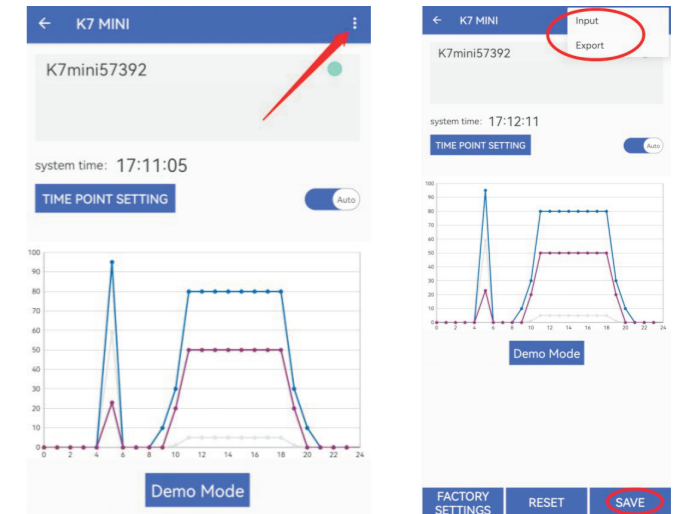 ← K7 MINI
K7mini57392
system time: 17:11:05
TIME POINT SETTING
Auto
100
90
80
70
60
50
40
30
20
10
0
0 2 4 6 8 10 12 14 16 18 20 22 24
Demo Mode
← K7 MINI
Input
Export
K7mini57392
system time: 17:12:11
TIME POINT SETTING
Auto
100
90
80
70
60
50
40
30
20
10
0
0 2 4 6 8 10 12 14 16 18 20 22 24
Demo Mode
FACTORY
SETTINGS
RESET
SAVE